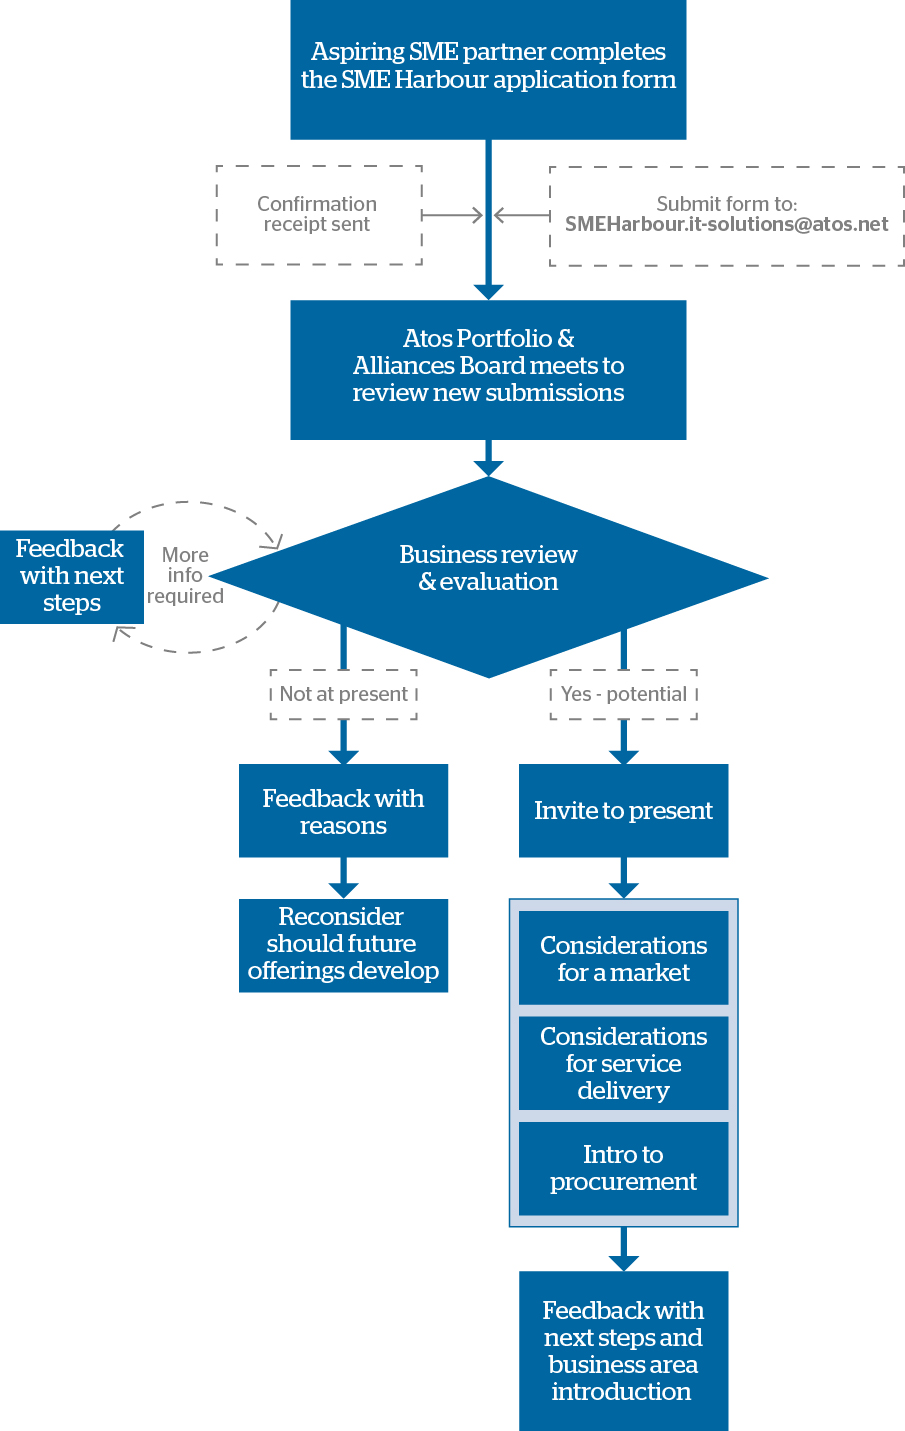 Aspiring SME partner completes
the SME Harbour application form
Confirmation
receipt sent
Submit form to:
SMEHarbour.it-solutions@atos.net
Atos Portfolio &
Alliances Board meets to
review new submissions
Business review
& evaluation
Feedback
with next
steps
More
info
required
Not at present
Yes - potential
Feedback with
reasons
Invite to present
Reconsider
should future
offerings develop
Considerations
for a market
Considerations
for service
delivery
Intro to
procurement
Feedback with
next steps and
business area
introduction